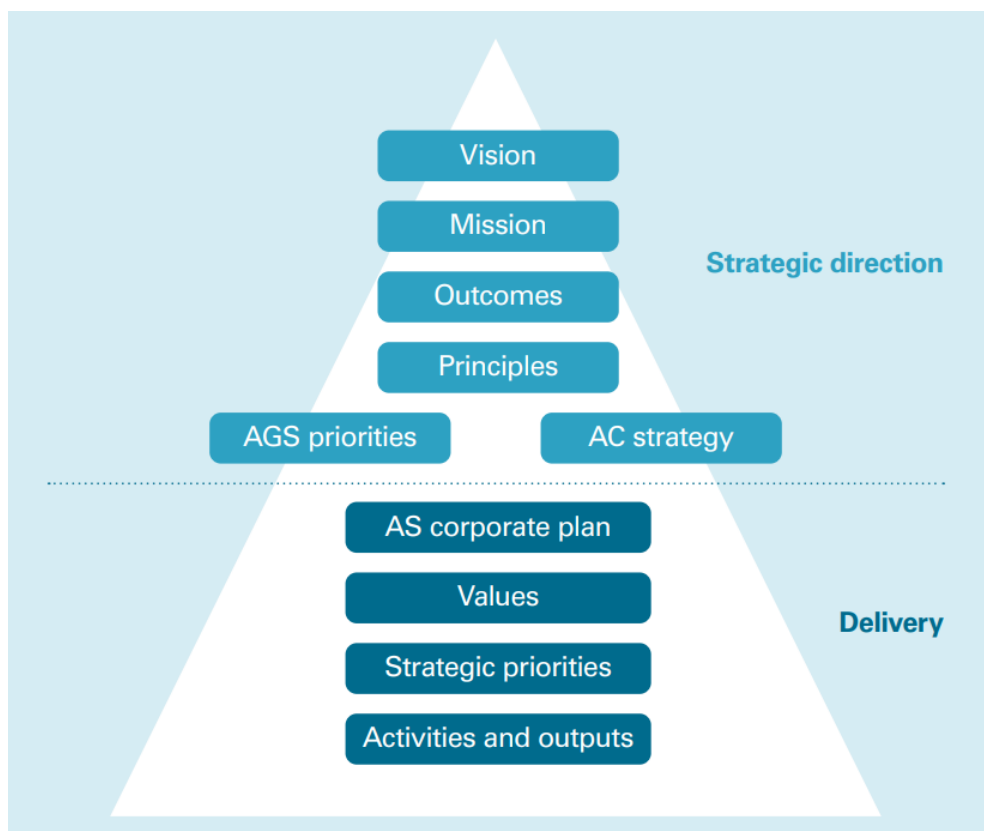 Vision
Mission
Strategic direction
Outcomes
Principles
AGS priorities
AC strategy
AS corporate plan
Values
Delivery
Strategic priorities
Activities and outputs